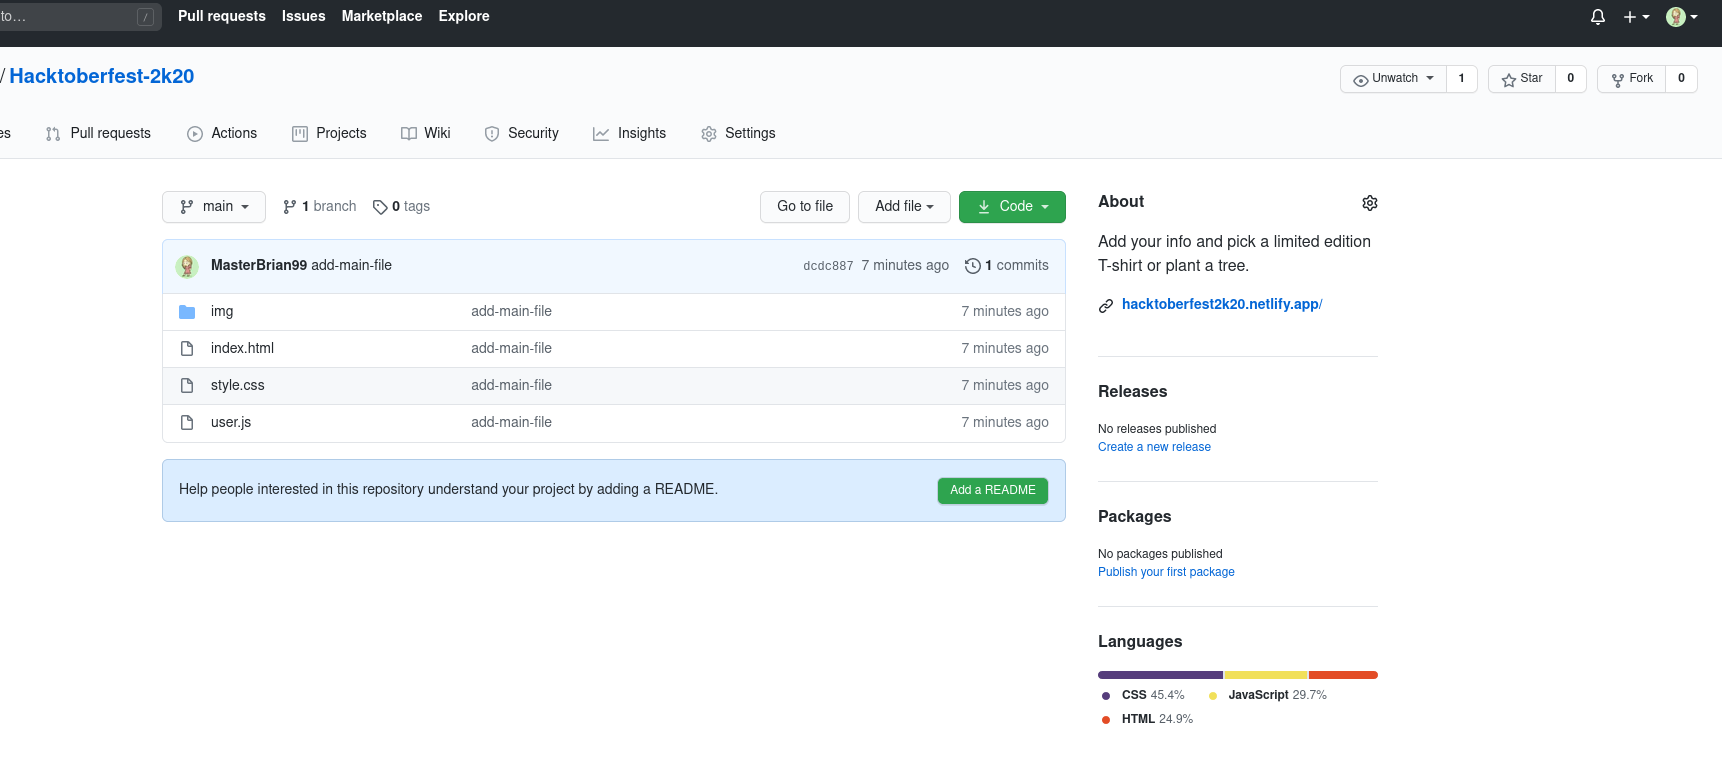 to... /
Pull requests Issues Marketplace Explore
/ Hacktoberfest-2k20
Unwatch 1 Star 0 Fork 0
es Pull requests Actions Projects Wiki Security Insights Settings
main 1 branch 0 tags Go to file Add file Code
MasterBrian99 add-main-file dcdc887 7 minutes ago 1 commits
img add-main-file 7 minutes ago
index.html add-main-file 7 minutes ago
style.css add-main-file 7 minutes ago
user.js add-main-file 7 minutes ago
Help people interested in this repository understand your project by adding a README. Add a README
About
Add your info and pick a limited edition
T-shirt or plant a tree.
hacktoberfest2k20.netlify.app/
Releases
No releases published
Create a new release
Packages
No packages published
Publish your first package
Languages
CSS 45.4% JavaScript 29.7%
HTML 24.9%